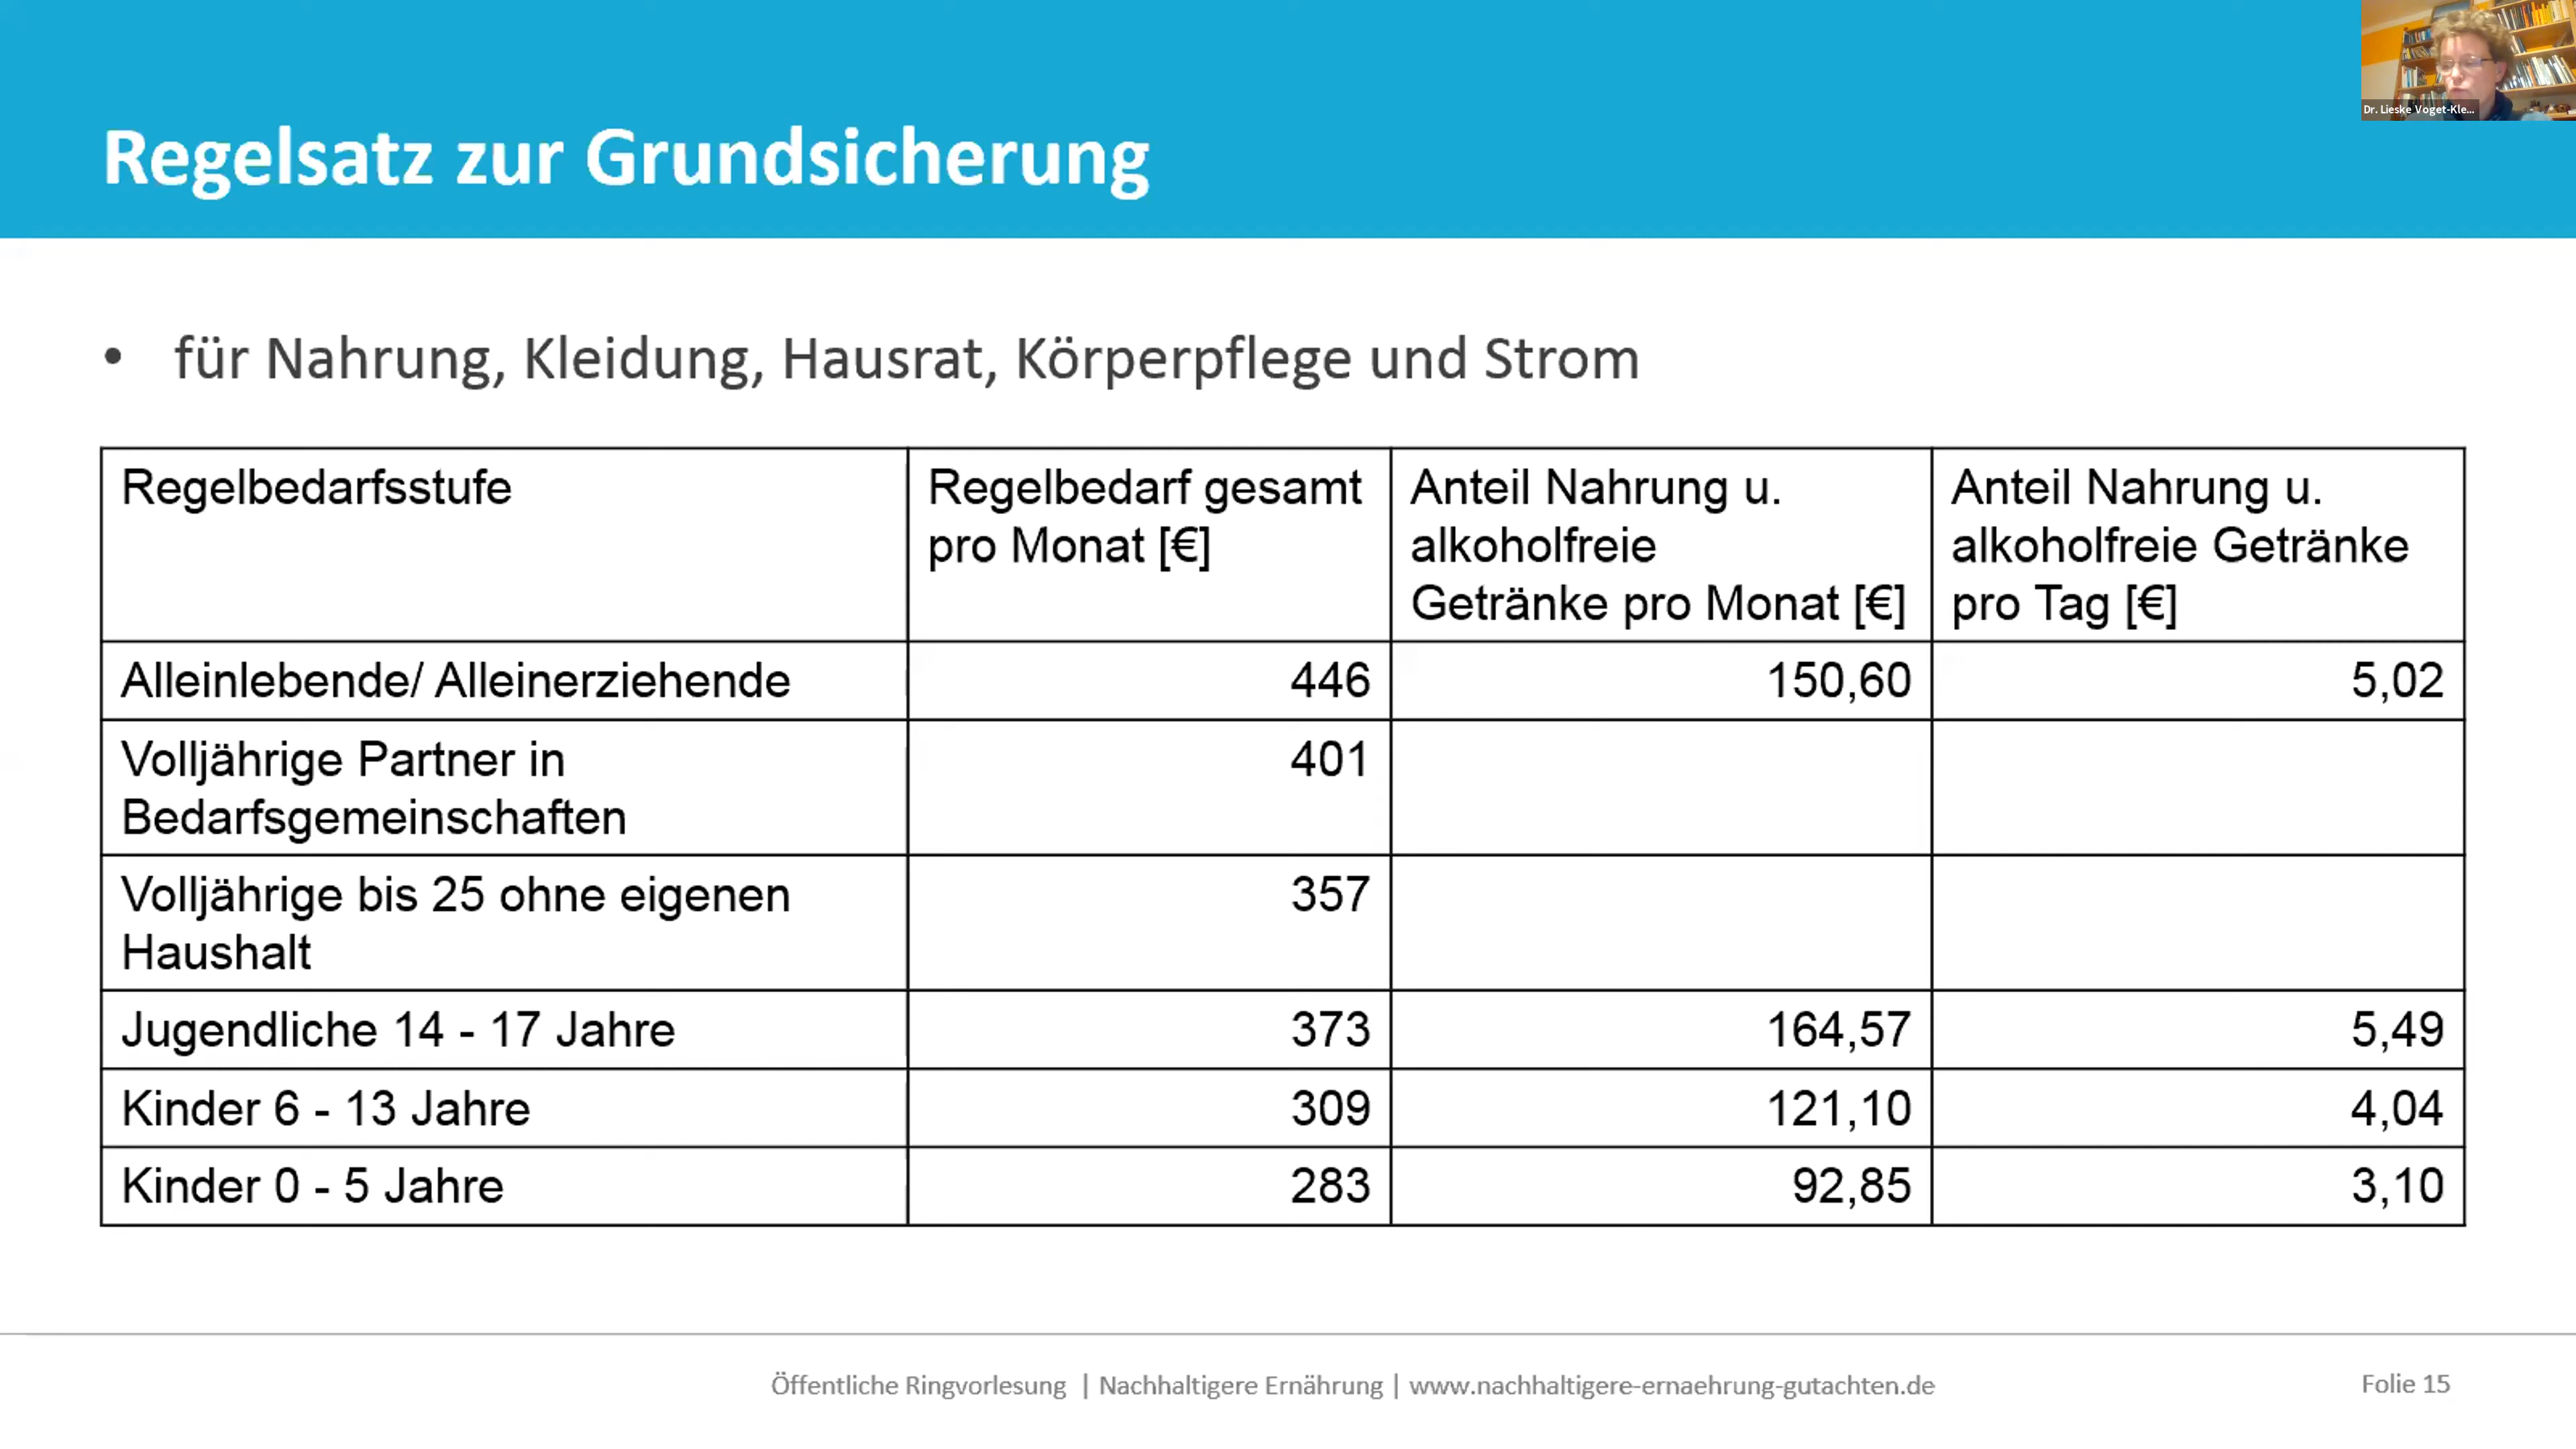 Dr. Lieske Voget-Kle...
Regelsatz zur Grundsicherung
• für Nahrung, Kleidung, Hausrat, Körperpflege und Strom
Regelbedarfsstufe
Regelbedarf gesamt
pro Monat [€]
Anteil Nahrung u.
alkoholfreie
Getränke pro Monat [€]
Anteil Nahrung u.
alkoholfreie Getränke
pro Tag [€]
Alleinlebende/ Alleinerziehende 446 150,60 5,02
Volljährige Partner in
Bedarfsgemeinschaften
401
Volljährige bis 25 ohne eigenen
Haushalt
357
Jugendliche 14 - 17 Jahre 373 164,57 5,49
Kinder 6 - 13 Jahre 309 121,10 4,04
Kinder 0 - 5 Jahre 283 92,85 3,10
Öffentliche Ringvorlesung | Nachhaltigere Ernährung | www.nachhaltigere-ernaehrung-gutachten.de
Folie 15